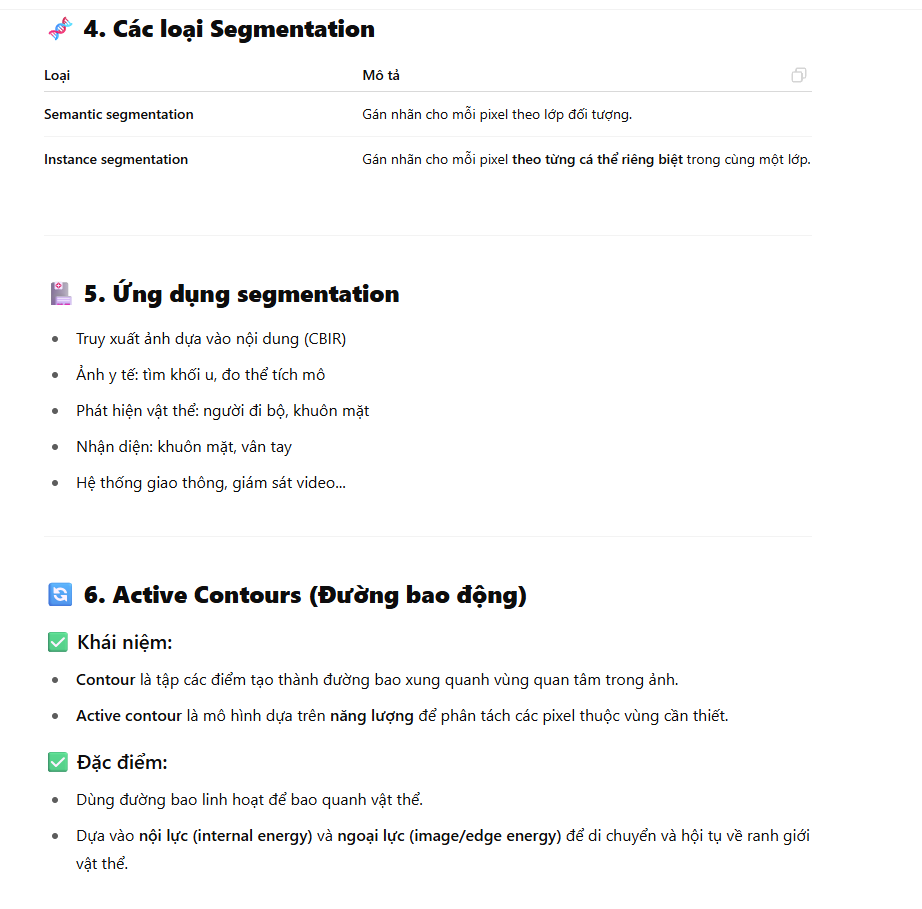 4. Các loại Segmentation
Loại Mô tả
Semantic segmentation Gán nhãn cho mỗi pixel theo lớp đối tượng.
Instance segmentation Gán nhãn cho mỗi pixel theo từng cá thể riêng biệt trong cùng một lớp.
5. Ứng dụng segmentation
Truy xuất ảnh dựa vào nội dung (CBIR)
Ảnh y tế: tìm khối u, đo thể tích mô
Phát hiện vật thể: người đi bộ, khuôn mặt
Nhận diện: khuôn mặt, vân tay
Hệ thống giao thông, giám sát video...
6. Active Contours (Đường bao động)
Khái niệm:
Contour là tập các điểm tạo thành đường bao xung quanh vùng quan tâm trong ảnh.
Active contour là mô hình dựa trên năng lượng để phân tách các pixel thuộc vùng cần thiết.
Đặc điểm:
Dùng đường bao linh hoạt để bao quanh vật thể.
Dựa vào nội lực (internal energy) và ngoại lực (image/edge energy) để di chuyển và hội tụ về ranh giới
vật thể.